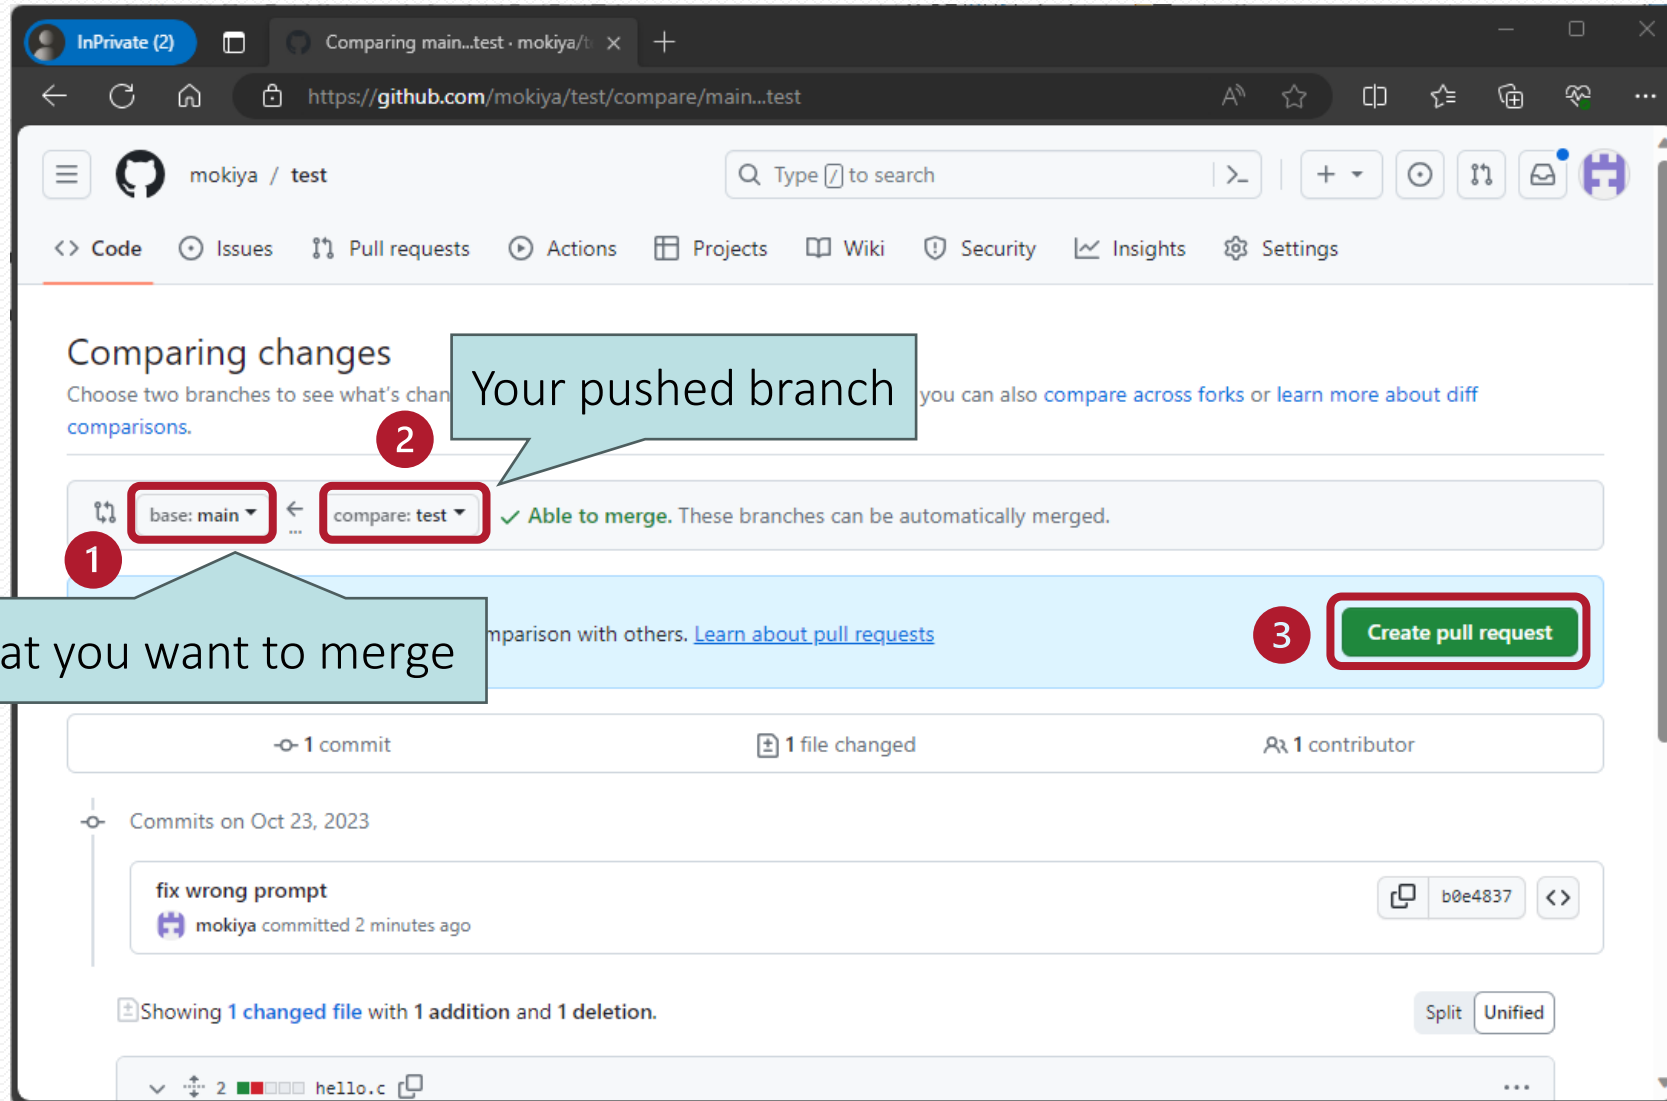 InPrivate (2)
Comparing main...test · mokiya/t
https://github.com/mokiya/test/compare/main...test
mokiya / test
Type / to search
Code Issues Pull requests Actions Projects Wiki Security Insights Settings
Comparing changes
Your pushed branch
Choose two branches to see what's chan you can also compare across forks or learn more about diff
comparisons.
2
base: main compare: test Able to merge. These branches can be automatically merged.
1
at you want to merge
mparison with others. Learn about pull requests
3
Create pull request
1 commit 1 file changed 1 contributor
Commits on Oct 23, 2023
fix wrong prompt
b0e4837
mokiya committed 2 minutes ago
Showing 1 changed file with 1 addition and 1 deletion.
Split Unified
2 hello.c